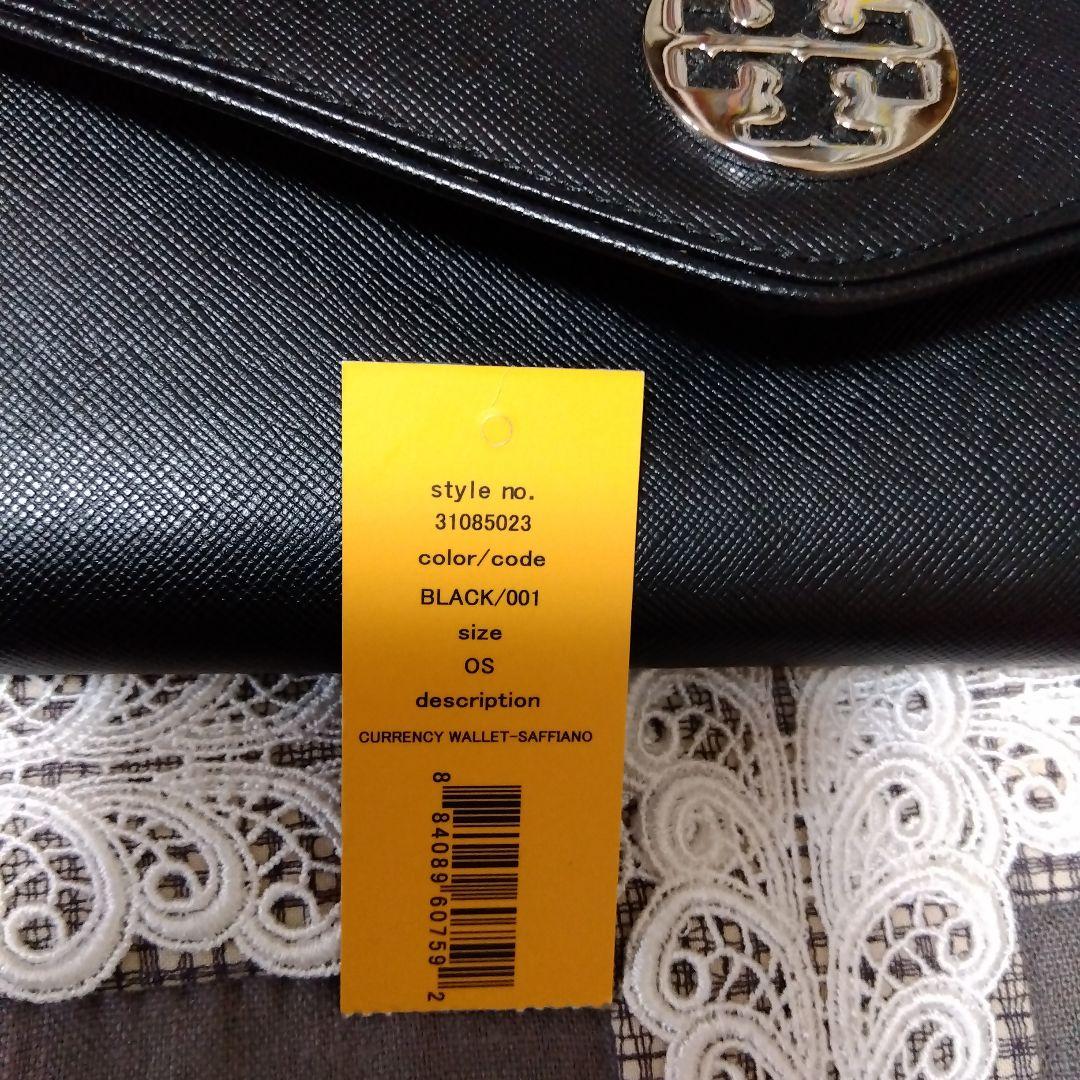 style no.
31085023
color/code
BLACK/001
size
OS
description
CURRENCY WALLET-SAFFIANO
8 84089 60759 2